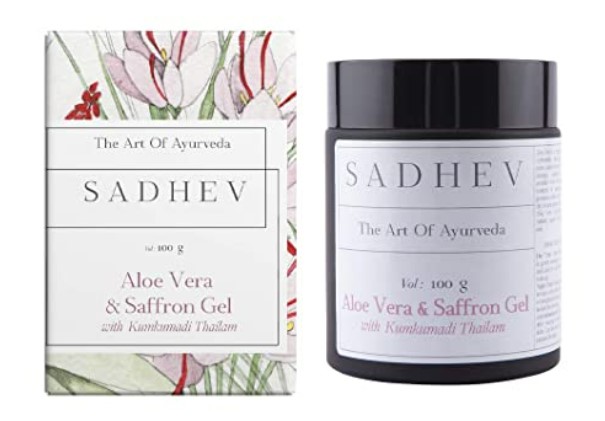 The Art Of Ayurveda
SADHEV
Vol : 100 g
Aloe Vera
& Saffron Gel
with Kumkumadi Thailam
SADHEV
The Art Of Ayurveda
Vol : 100 g
Aloe Vera & Saffron Gel
with Kumkumadi Thailam